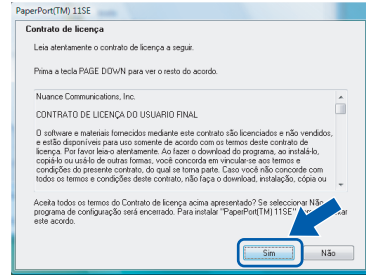 PaperPort(TM) 11SE
Contrato de licença
Leia atentamente o contrato de licença a seguir.
Prima a tecla PAGE DOWN para ver o resto do acordo.
Nuance Communications, Inc.
CONTRATO DE LICENÇA DO USUARIO FINAL
O software e materiais fornecidos mediante este contrato são licenciados e não vendidos,
e estão disponíveis para uso somente de acordo com os termos deste contrato de
licença. Por favor leia-o atentamente. Ao fazer o download do programa, ao instalá-lo,
copiá-lo ou usá-lo de outras formas, você concorda em vincular-se aos termos e
condições do presente contrato, do qual se torna parte. Caso você não concorde com
todos os termos e condições deste contrato, não faça o download, instalação, cópia ou
Aceita todos os termos do Contrato de licença acima apresentado? Se seleccionar Não
programa de configuração será encerrado. Para instalar "PaperPort(TM) 11SE"
este acordo.
Sim
Não